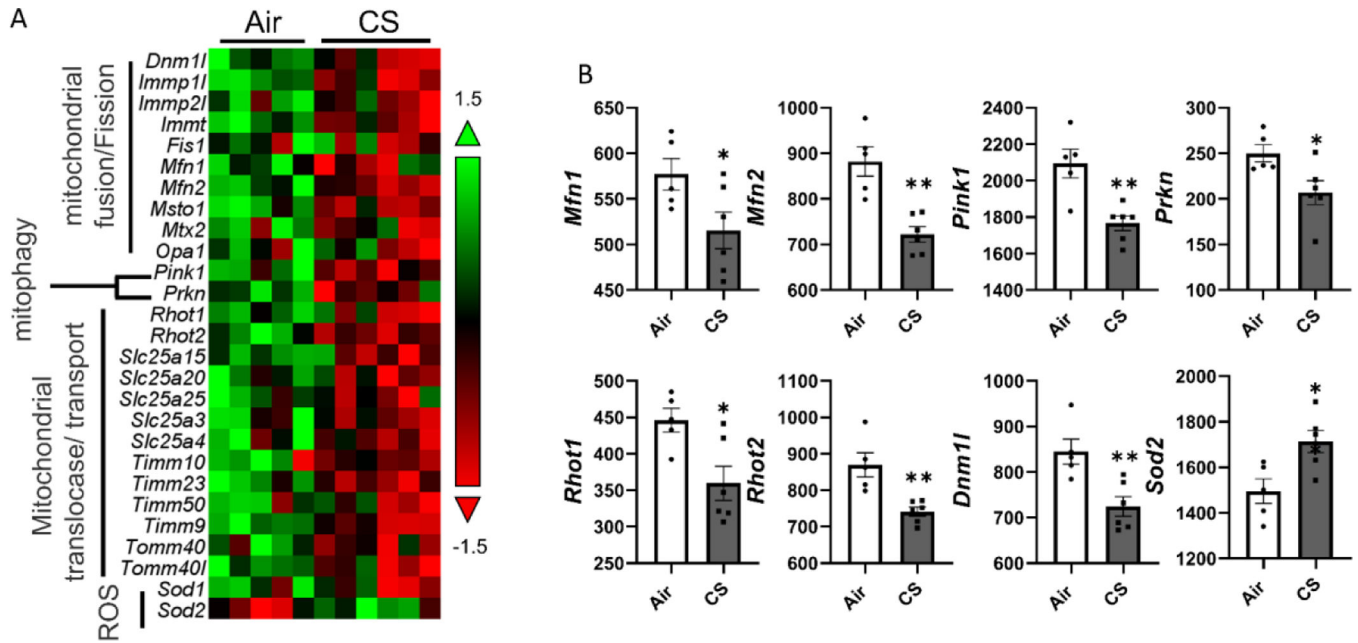 A
Air CS
mitochondrial
fusion/Fission
mitophagy
Mitochondrial
translocase/ transport
ROS
Dnm1l
Immp1l
Immp2l
Immt
Fis1
Mfn1
Mfn2
Msto1
Mtx2
Opa1
Pink1
Prkn
Rhot1
Rhot2
Slc25a15
Slc25a20
Slc25a25
Slc25a3
Slc25a4
Timm10
Timm23
Timm50
Timm9
Tomm40
Tomm40l
Sod1
Sod2
1.5
-1.5
B
Mfn1
650
600
550
500
450
*
Air CS
Mfn2
1000
900
800
700
600
**
Air CS
Pink1
2400
2200
2000
1800
1600
1400
**
Air CS
Prkn
300
250
200
150
100
*
Air CS
Rhot1
500
450
400
350
300
250
*
Air CS
Rhot2
1100
1000
900
800
700
600
**
Air CS
Dnm1l
1000
900
800
700
600
**
Air CS
Sod2
2000
1800
1600
1400
1200
*
*
Air CS